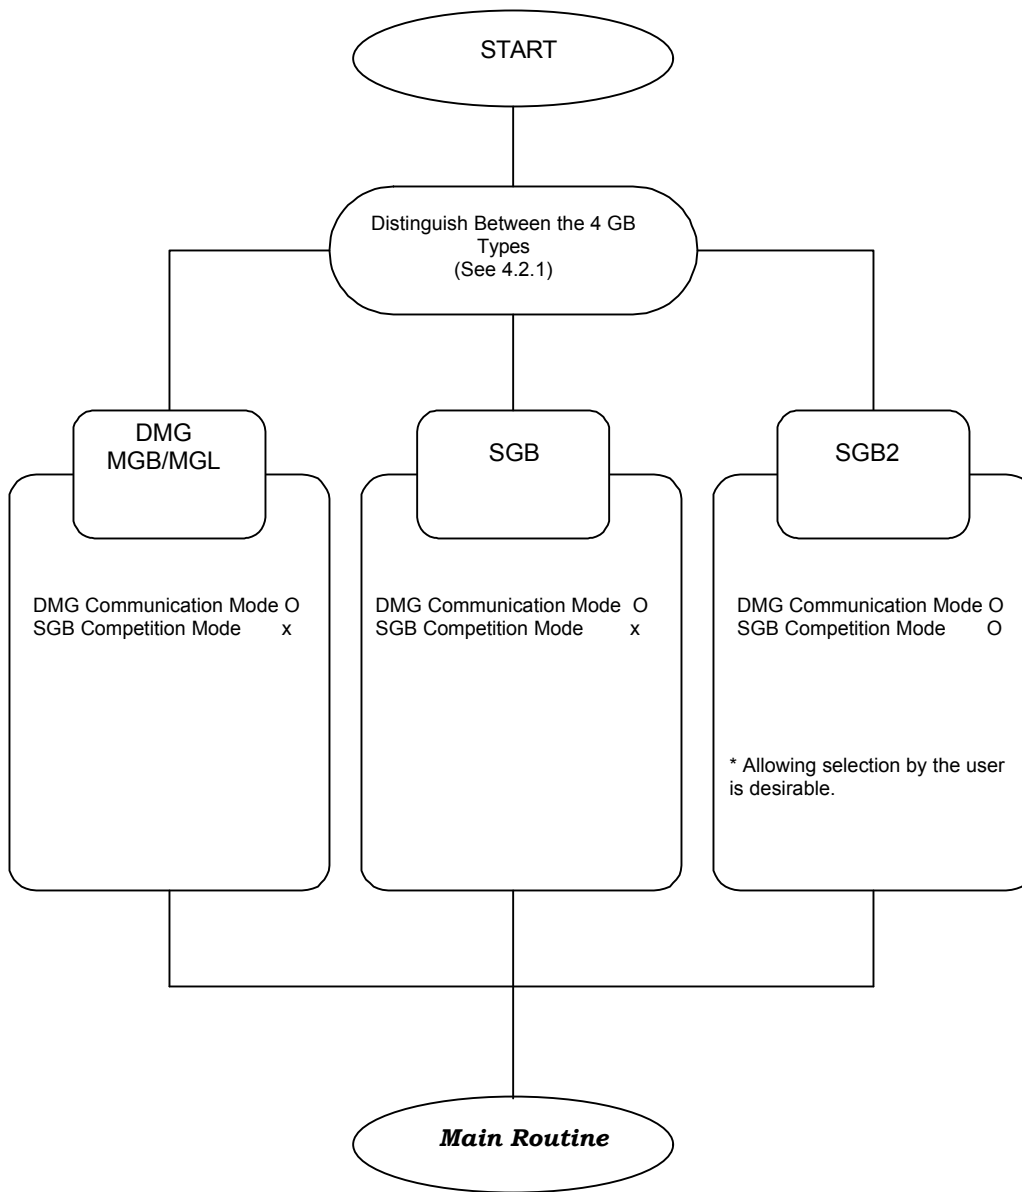 START
Distinguish Between the 4 GB
Types
(See 4.2.1)
DMG
MGB/MGL
DMG Communication Mode O
SGB Competition Mode x
SGB
DMG Communication Mode O
SGB Competition Mode x
SGB2
DMG Communication Mode O
SGB Competition Mode O
* Allowing selection by the user
is desirable.
Main Routine